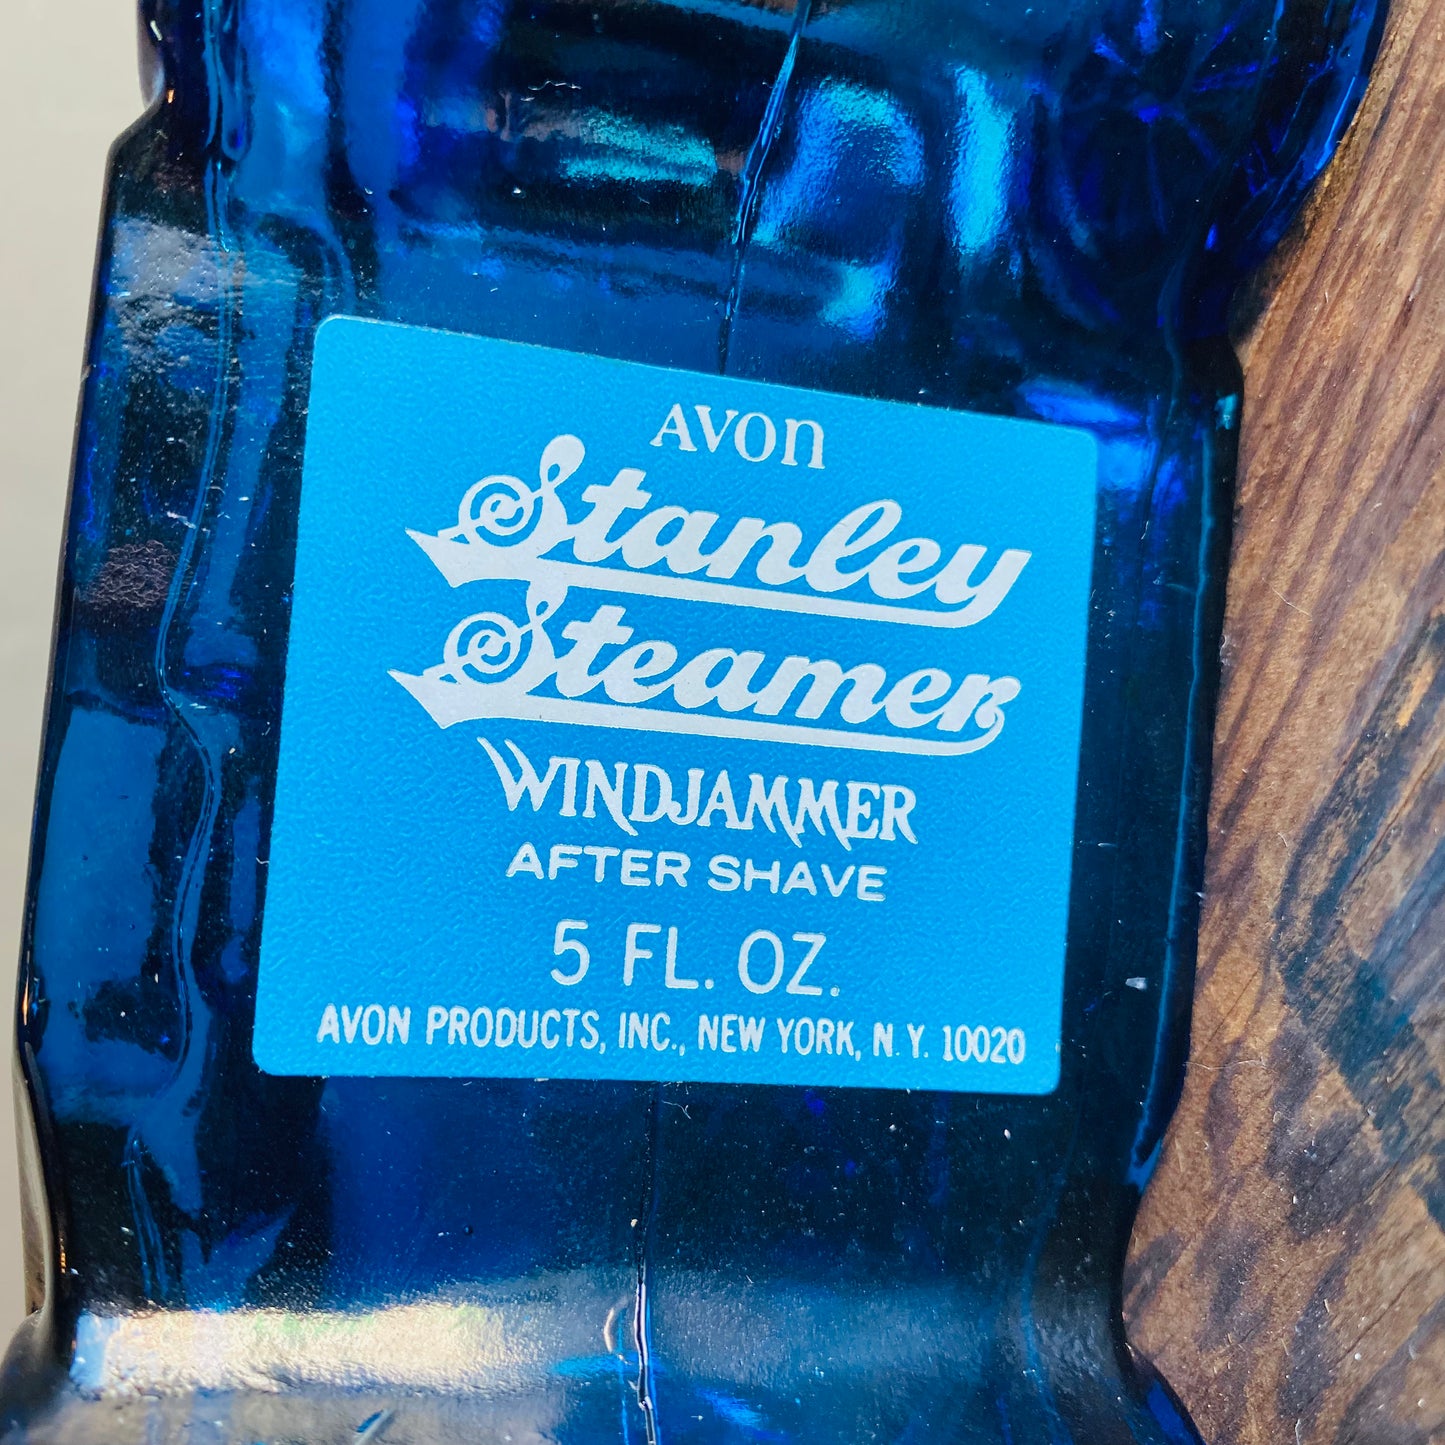 AVON
Stanley
Steamer
WINDJAMMER
AFTER SHAVE
5 FL. OZ.
AVON PRODUCTS, INC., NEW YORK, N.Y. 10020